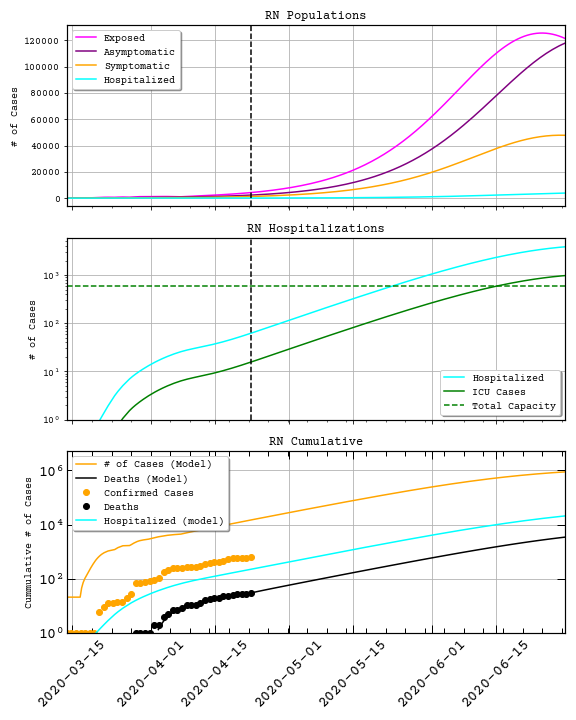 RN Populations
# of Cases
120000
100000
80000
60000
40000
20000
0
Exposed
Asymptomatic
Symptomatic
Hospitalized
RN Hospitalizations
# of Cases
10³
10²
10¹
10⁰
Hospitalized
ICU Cases
Total Capacity
RN Cumulative
Cummulative # of Cases
10⁶
10⁴
10²
10⁰
# of Cases (Model)
Deaths (Model)
Confirmed Cases
Deaths
Hospitalized (model)
2020-03-15
2020-04-01
2020-04-15
2020-05-01
2020-05-15
2020-06-01
2020-06-15